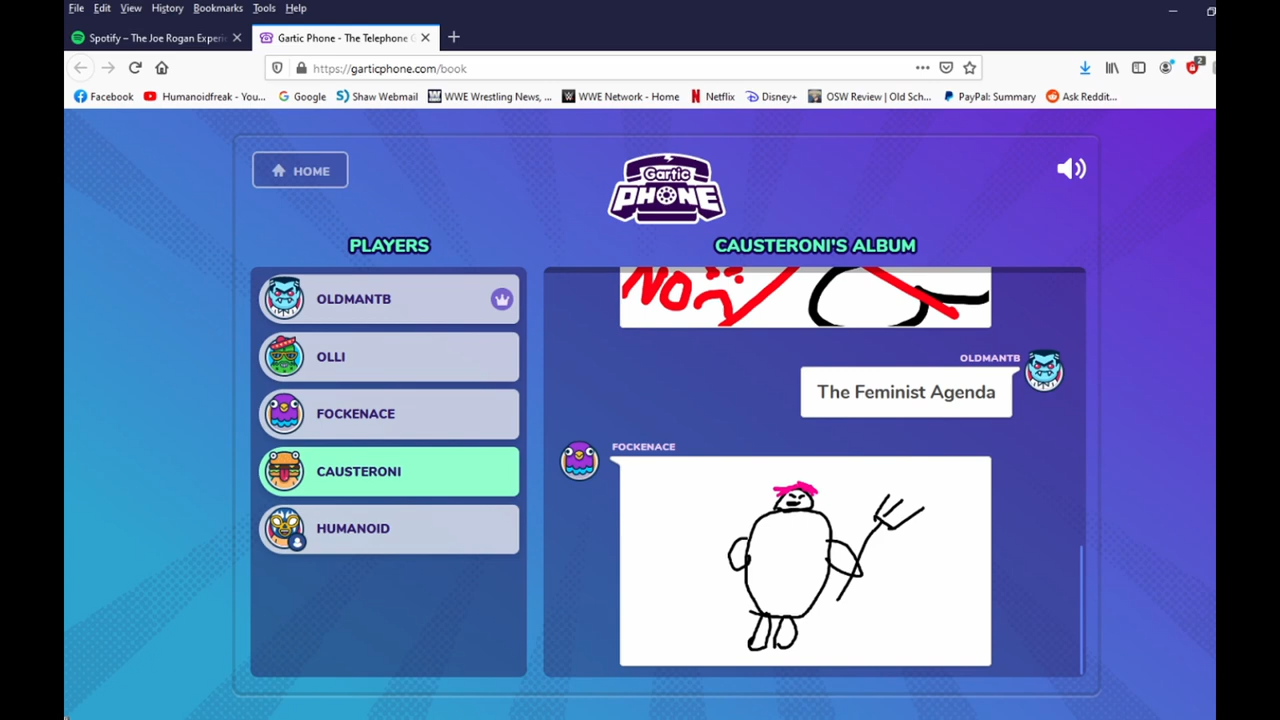 File Edit View History Bookmarks Tools Help
Spotify – The Joe Rogan Experi
Gartic Phone - The Telephone G
https://garticphone.com/book
2
Facebook Humanoidfreak - You... Google Shaw Webmail WWE Wrestling News, ... WWE Network - Home Netflix Disney+ OSW Review | Old Sch... PayPal: Summary Ask Reddit...
HOME
Gartic
PHONE
PLAYERS
CAUSTERONI'S ALBUM
OLDMANTB
OLLI
FOCKENACE
CAUSTERONI
HUMANOID
NO
OLDMANTB
The Feminist Agenda
FOCKENACE